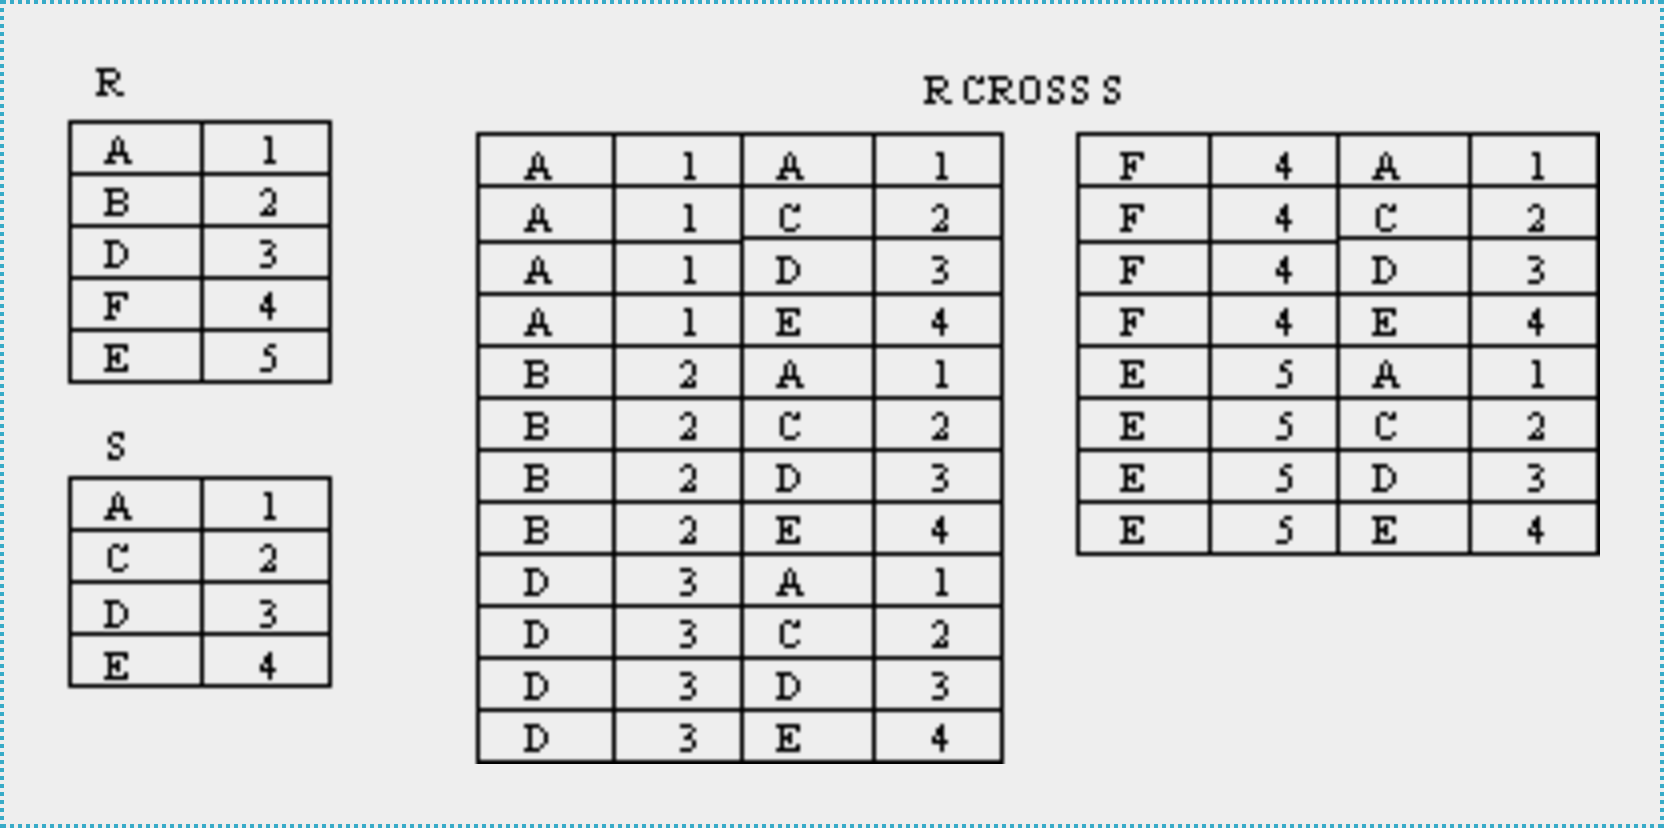 R
A 1
B 2
D 3
F 4
E 5
S
A 1
C 2
D 3
E 4
R CROSS S
A 1 A 1
A 1 C 2
A 1 D 3
A 1 E 4
B 2 A 1
B 2 C 2
B 2 D 3
B 2 E 4
D 3 A 1
D 3 C 2
D 3 D 3
D 3 E 4
F 4 A 1
F 4 C 2
F 4 D 3
F 4 E 4
E 5 A 1
E 5 C 2
E 5 D 3
E 5 E 4